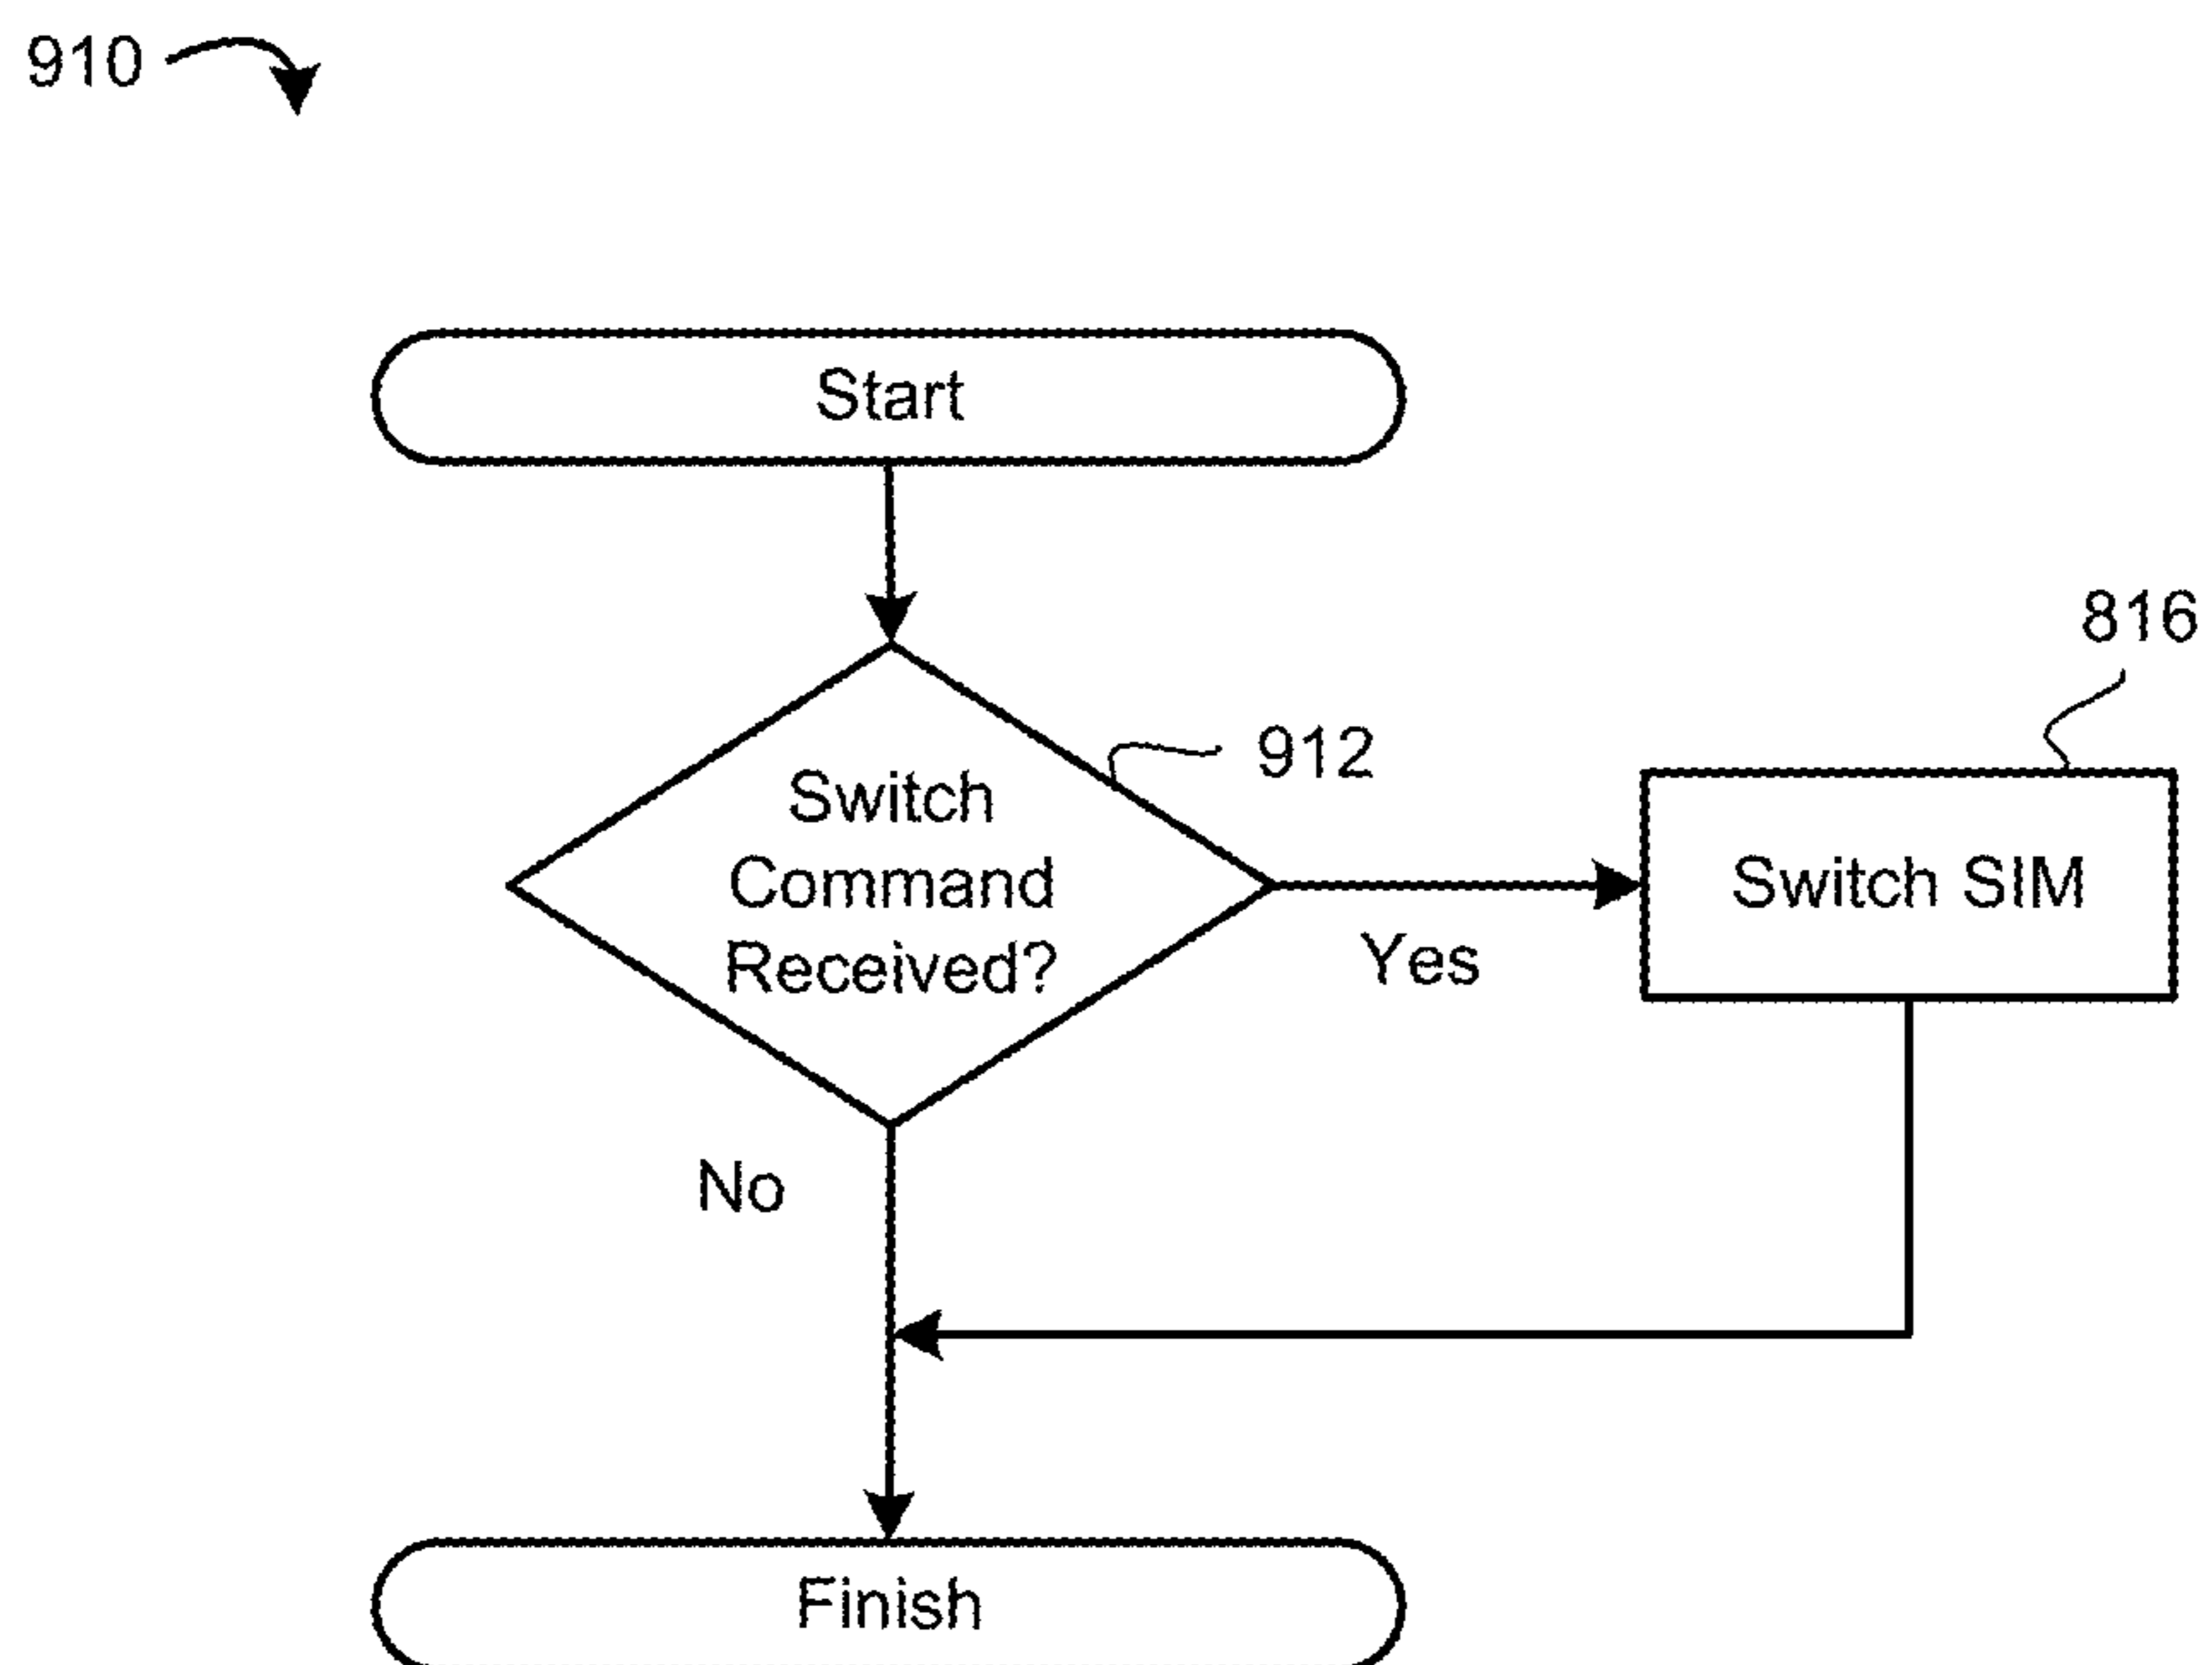 910
Start
816
912
Switch
Command
Received?
Switch SIM
Yes
No
Finish